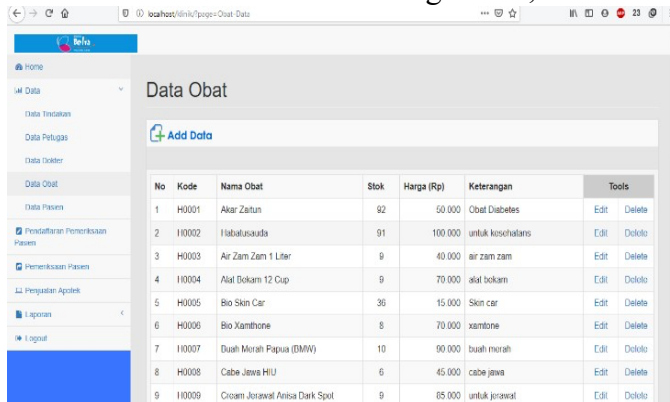 localhost/klinik/?page=Obat-Data
23
Belva
Home
Data
Data Tindakan
Data Petugas
Data Dokter
Data Obat
Data Pasien
Pendaftaran Pemeriksaan
Pasien
Pemeriksaan Pasien
Penjualan Apotek
Laporan
Logout
Data Obat
Add Data
No Kode Nama Obat Stok Harga (Rp) Keterangan Tools
1 H0001 Akar Zaitun 92 50.000 Obat Diabetes Edit Delete
2 H0002 Habatusauda 91 100.000 untuk kesehatans Edit Delete
3 H0003 Air Zam Zam 1 Liter 9 40.000 air zam zam Edit Delete
4 H0004 Alat Bekam 12 Cup 9 70.000 alat bekam Edit Delete
5 H0005 Bio Skin Car 36 15.000 Skin car Edit Delete
6 H0006 Bio Xamthone 8 70.000 xamtone Edit Delete
7 H0007 Buah Merah Papua (BMW) 10 90.000 buah merah Edit Delete
8 H0008 Cabe Jawa HIU 6 45.000 cabe jawa Edit Delete
9 H0009 Cream Jerawat Anisa Dark Spot 9 85.000 untuk jerawat Edit Delete